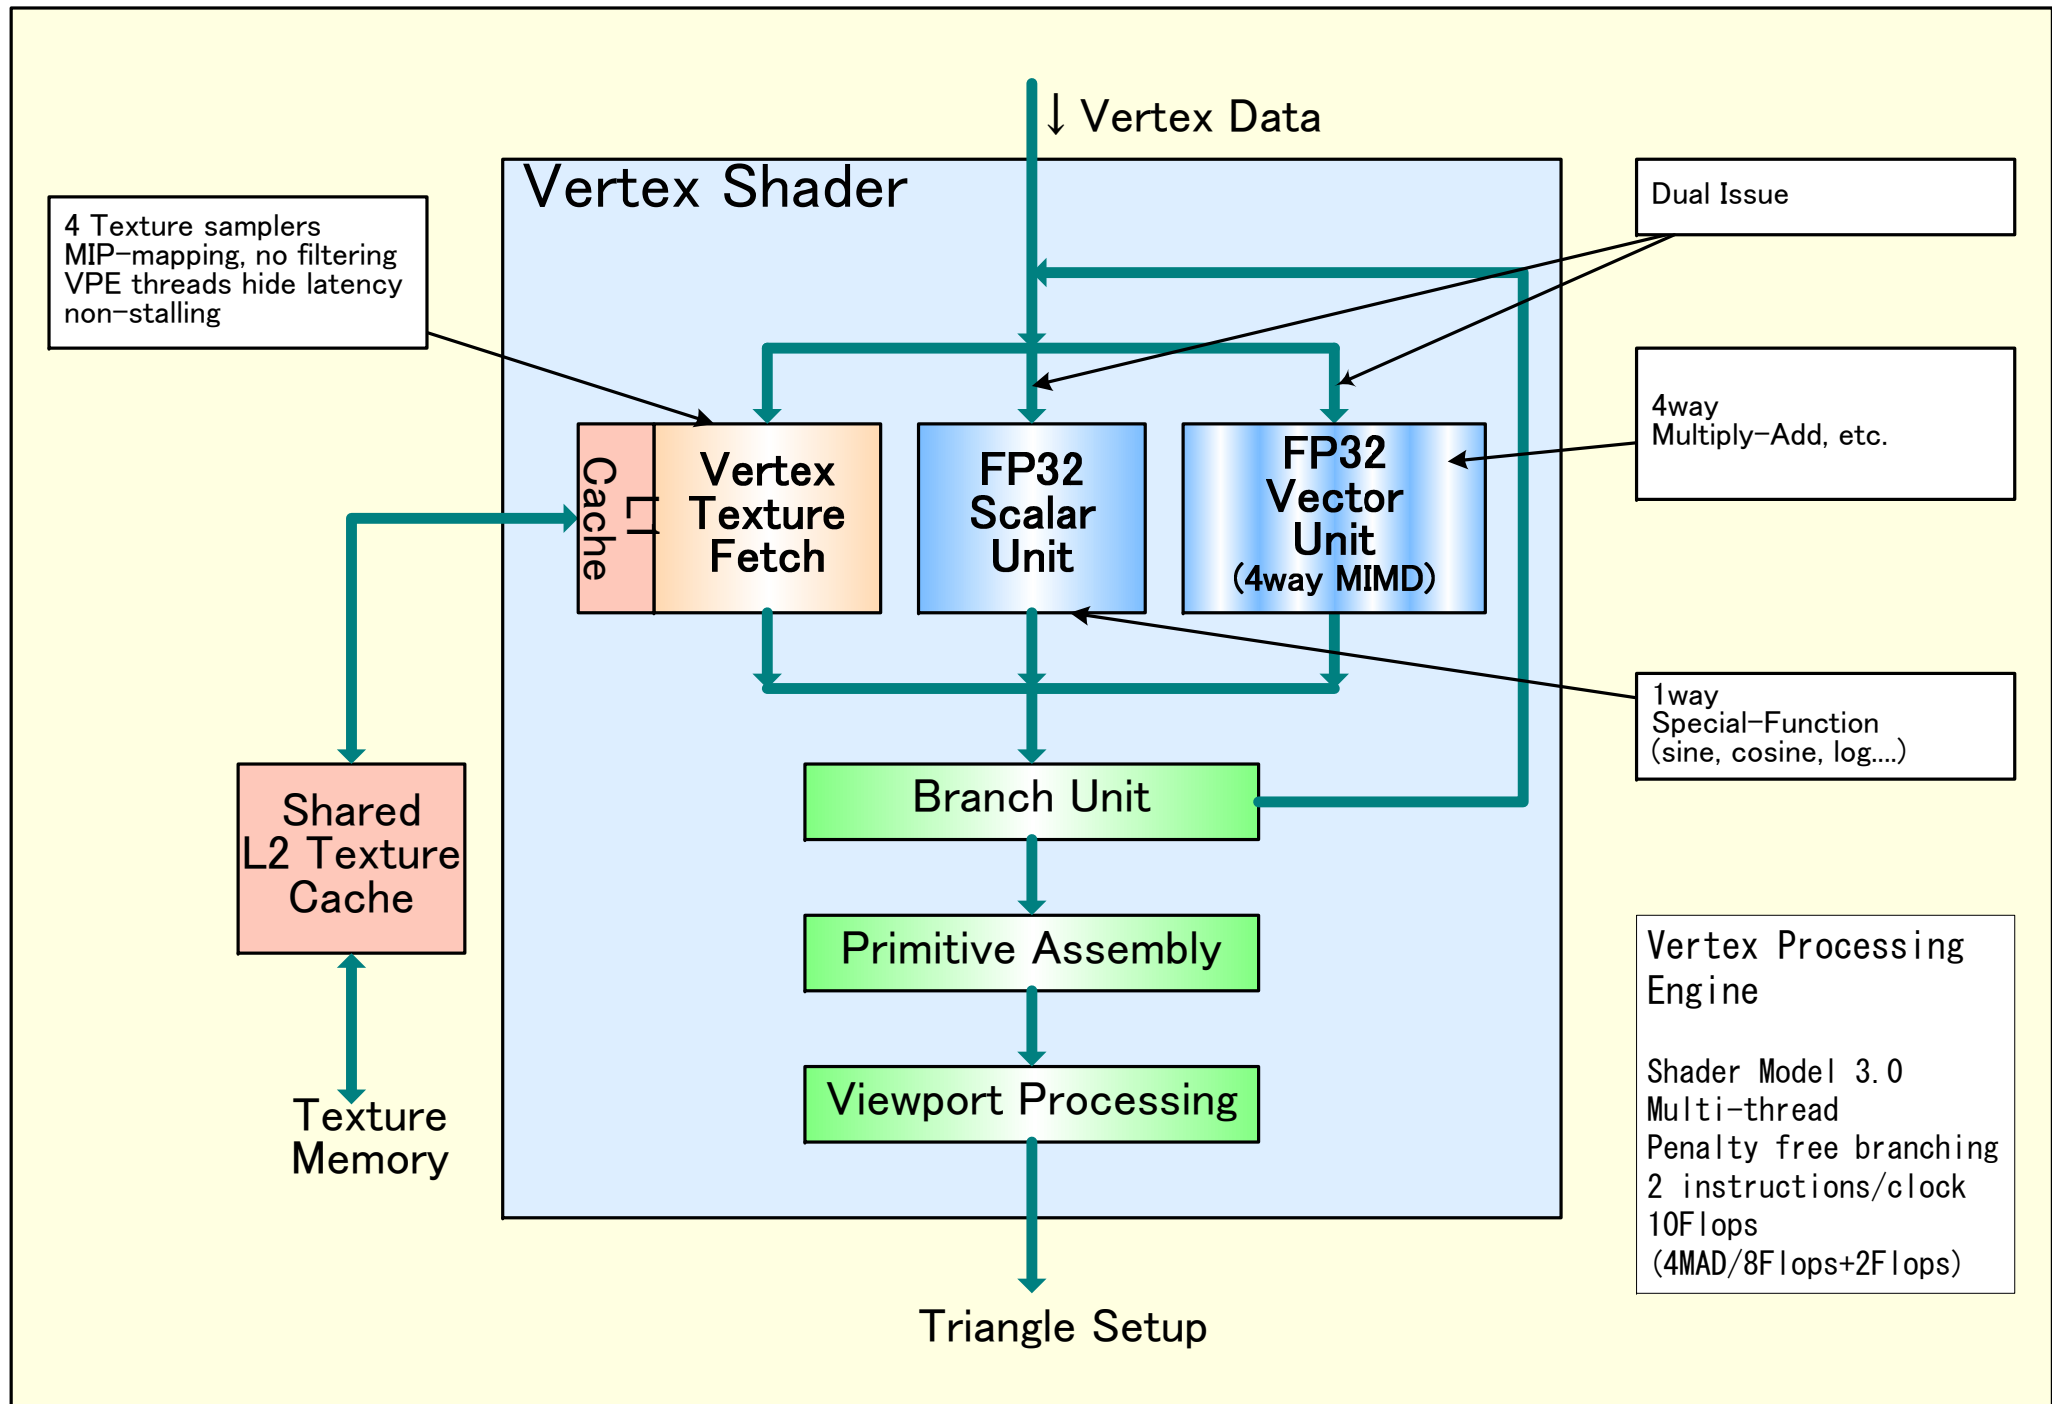 ↓ Vertex Data
Vertex Shader
4 Texture samplers
MIP-mapping, no filtering
VPE threads hide latency
non-stalling
Dual Issue
4way
Multiply-Add, etc.
L1
Cache
Vertex
Texture
Fetch
FP32
Scalar
Unit
FP32
Vector
Unit
(4way MIMD)
1way
Special-Function
(sine, cosine, log....)
Shared
L2 Texture
Cache
Branch Unit
Primitive Assembly
Viewport Processing
Texture
Memory
Vertex Processing
Engine
Shader Model 3.0
Multi-thread
Penalty free branching
2 instructions/clock
10Flops
(4MAD/8Flops+2Flops)
Triangle Setup